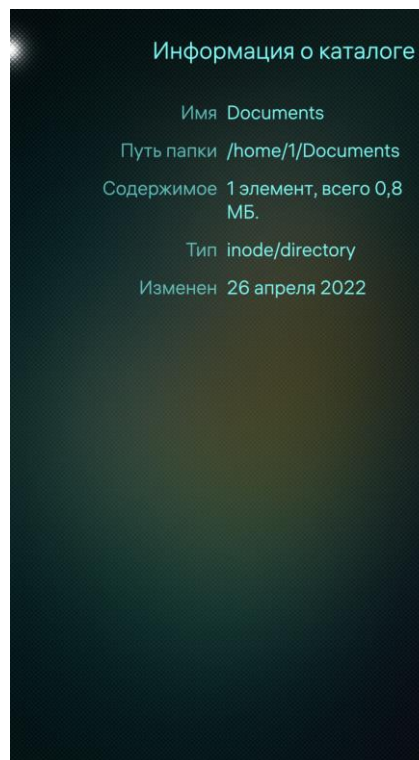 Информация о каталоге
Имя Documents
Путь папки /home/1/Documents
Содержимое 1 элемент, всего 0,8
МБ.
Тип inode/directory
Изменен 26 апреля 2022